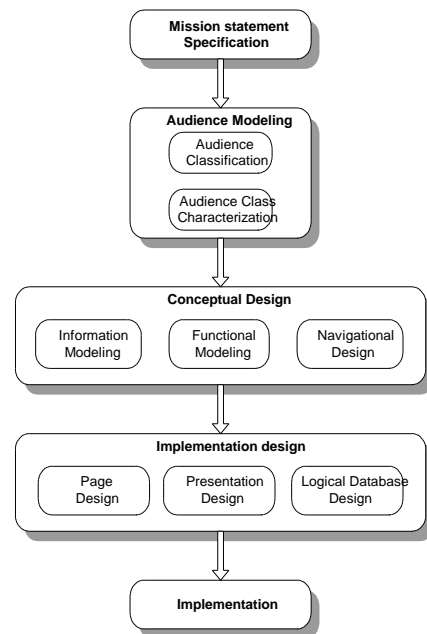 Mission statement
Specification
Audience Modeling
Audience
Classification
Audience Class
Characterization
Conceptual Design
Information
Modeling
Functional
Modeling
Navigational
Design
Implementation design
Page
Design
Presentation
Design
Logical Database
Design
Implementation